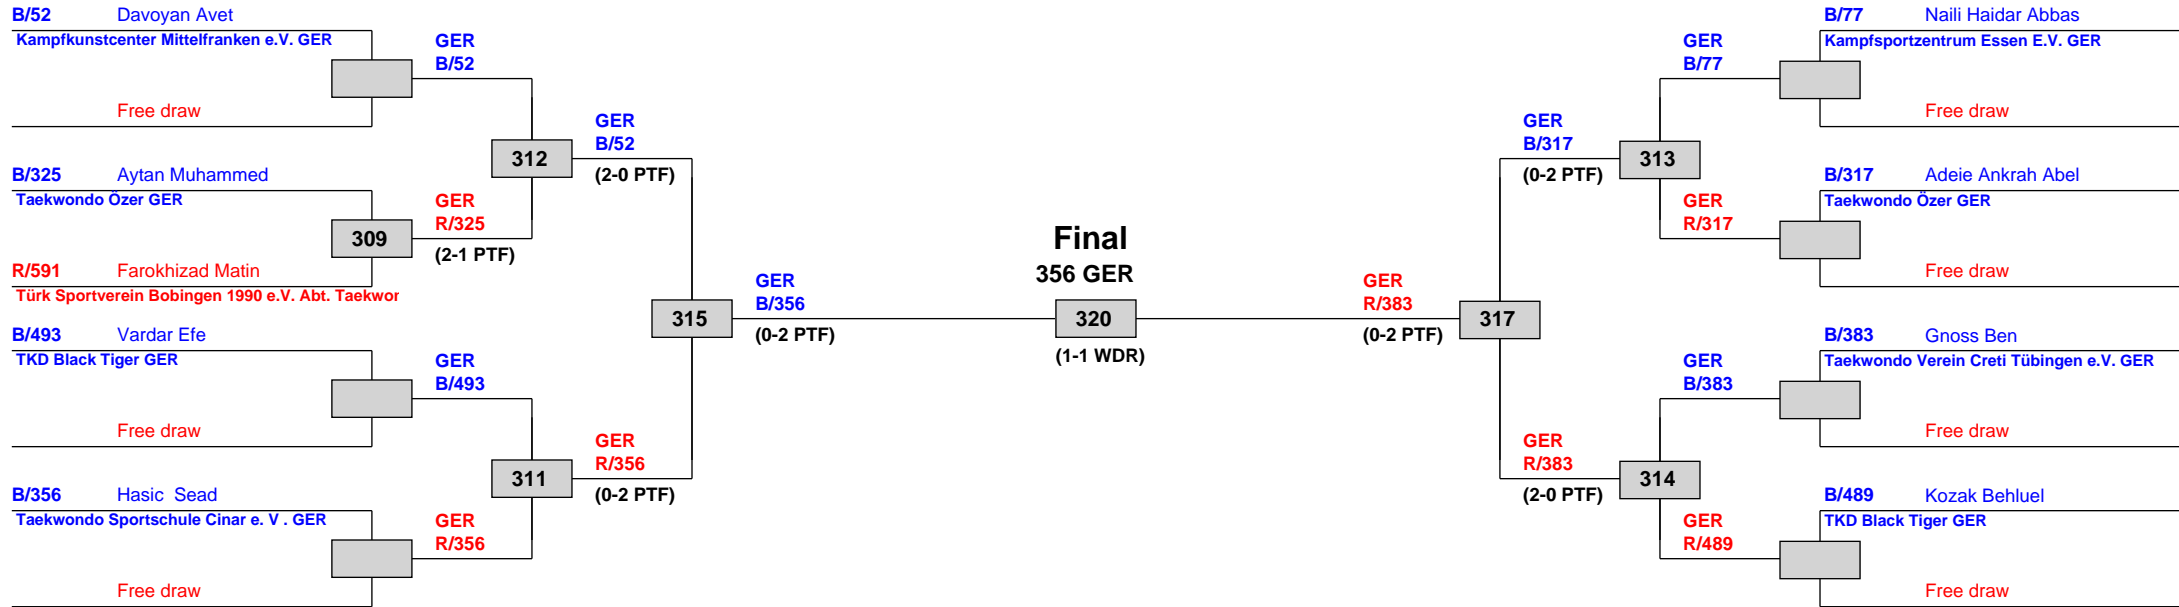 B/52 Davoyan Avet
Kampfkunstcenter Mittelfranken e.V. GER
Free draw
B/325 Aytan Muhammed
Taekwondo Özer GER
R/591 Farokhizad Matin
Türk Sportverein Bobingen 1990 e.V. Abt. Taekwor
B/493 Vardar Efe
TKD Black Tiger GER
Free draw
B/356 Hasic Sead
Taekwondo Sportschule Cinar e. V . GER
Free draw
GER
B/52
309
GER
R/325
(2-1 PTF)
GER
B/493
GER
R/356
312
GER
B/52
(2-0 PTF)
311
GER
R/356
(0-2 PTF)
315
GER
B/356
(0-2 PTF)
Final
356 GER
320
(1-1 WDR)
GER
R/383
(0-2 PTF)
317
GER
B/317
(0-2 PTF)
313
GER
R/383
(2-0 PTF)
314
GER
B/77
GER
R/317
GER
B/383
GER
R/489
B/77 Naili Haidar Abbas
Kampfsportzentrum Essen E.V. GER
Free draw
B/317 Adeie Ankrah Abel
Taekwondo Özer GER
Free draw
B/383 Gnoss Ben
Taekwondo Verein Creti Tübingen e.V. GER
Free draw
B/489 Kozak Behluel
TKD Black Tiger GER
Free draw